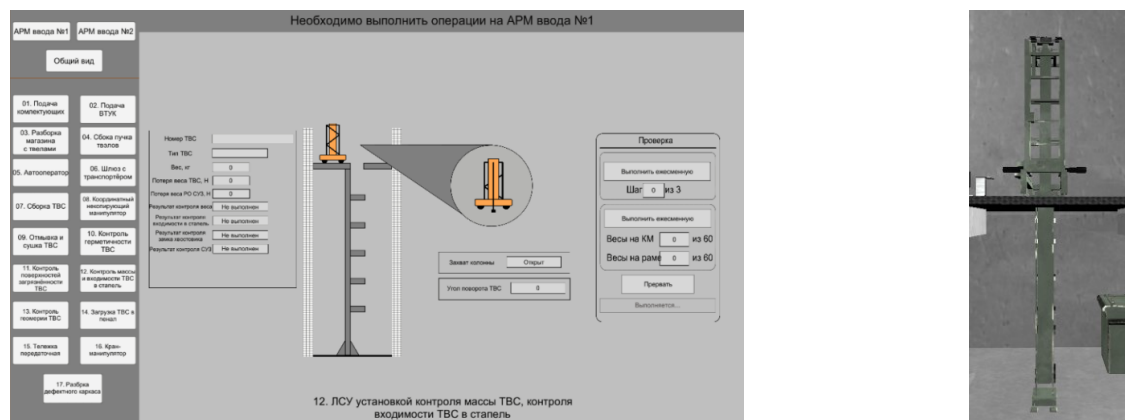 Необходимо выполнить операции на АРМ ввода №1
АРМ ввода №1
АРМ ввода №2
Общий вид
01. Подача
компектующих
02. Подача
ВТУК
03. Разборка
магазина
с твелами
04. Сбока пучка
твэлов
05. Автооператор
06. Шлюз с
транспортёром
07. Сборка ТВС
08. Координатный
некопирующий
манипулятор
09. Отмывка и
сушка ТВС
10. Контроль
герметичности
ТВС
11. Контроль
поверхностей
загрязнённости
ТВС
12. Контроль массы
и входимости ТВС
в стапель
13. Контроль
геомерии ТВС
14. Загрузка ТВС в
пенал
15. Тележка
передаточная
16. Кран-
манипулятор
17. Разбрка
дефектного каркаса
Номер ТВС
Тип ТВС
Вес, кг 0
Потеря веса ТВС, Н 0
Потеря веса РО СУЗ, Н 0
Результат контроля веса Не выполнен
Результат контроля
входимости в стапель Не выполнен
Результат контроля
замка хвостовика Не выполнен
Результат контроля СУЗ Не выполнен
Захват колонны Открыт
Угол поворота ТВС 0
Проверка
Выполнить ежесменную
Шаг 0 из 3
Выполнить ежесменную
Весы на КМ 0 из 60
Весы на раме 0 из 60
Прервать
Выполняется...
12. ЛСУ установкой контроля массы ТВС, контроля
входимости ТВС в стапель